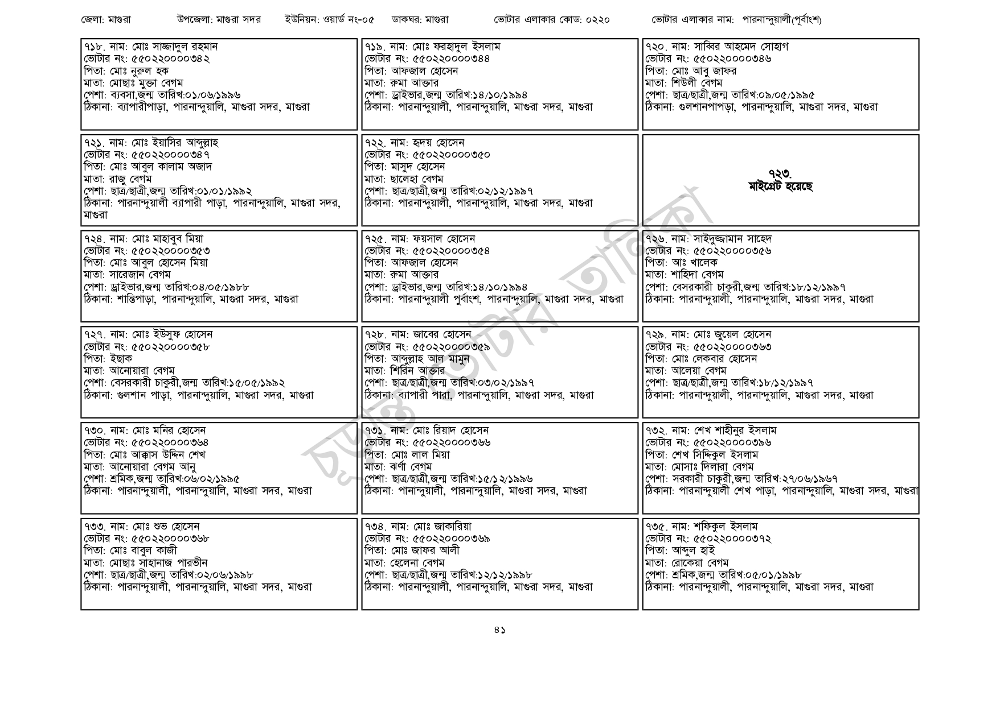 জেলা: মাগুরা উপজেলা: মাগুরা সদর ইউনিয়ন: ওয়ার্ড নং-০৫ ডাকঘর: মাগুরা ভোটার এলাকার কোড: ০২২০ ভোটার এলাকার নাম: পারনান্দুয়ালী(পূর্বাংশ)
৭১৮. নাম: মোঃ সাজ্জাদুল রহমান
ভোটার নং: ৫৫০২২০০০০৩৪২
পিতা: মোঃ নুরুল হক
মাতা: মোছাঃ মুক্তা বেগম
পেশা: ব্যবসা,জন্ম তারিখ:০১/০৬/১৯৯৬
ঠিকানা: ব্যাপারীপাড়া, পারনান্দুয়ালি, মাগুরা সদর, মাগুরা
৭১৯. নাম: মোঃ ফরহাদুল ইসলাম
ভোটার নং: ৫৫০২২০০০০৩৪৪
পিতা: আফজাল হোসেন
মাতা: রুমা আক্তার
পেশা: ড্রাইভার,জন্ম তারিখ:১৪/১০/১৯৯৪
ঠিকানা: পারনান্দুয়ালী, পারনান্দুয়ালি, মাগুরা সদর, মাগুরা
৭২০. নাম: সাব্বির আহমেদ সোহাগ
ভোটার নং: ৫৫০২২০০০০৩৪৬
পিতা: মোঃ আবু জাফর
মাতা: শিউলী বেগম
পেশা: ছাত্র/ছাত্রী,জন্ম তারিখ:০৯/০৫/১৯৯৫
ঠিকানা: গুলশানপাপড়া, পারনান্দুয়ালি, মাগুরা সদর, মাগুরা
৭২১. নাম: মোঃ ইয়াসির আব্দুল্লাহ
ভোটার নং: ৫৫০২২০০০০৩৪৭
পিতা: মোঃ আবুল কালাম অজাদ
মাতা: রাজু বেগম
পেশা: ছাত্র/ছাত্রী,জন্ম তারিখ:০১/০১/১৯৯২
ঠিকানা: পারনান্দুয়ালী ব্যাপারী পাড়া, পারনান্দুয়ালি, মাগুরা সদর,
মাগুরা
৭২২. নাম: হৃদয় হোসেন
ভোটার নং: ৫৫০২২০০০০৩৫০
পিতা: মাসুদ হোসেন
মাতা: ছালেহা বেগম
পেশা: ছাত্র/ছাত্রী,জন্ম তারিখ:০২/১২/১৯৯৭
ঠিকানা: পারনান্দুয়ালী, পারনান্দুয়ালি, মাগুরা সদর, মাগুরা
৭২৩.
মাইগ্রেট হয়েছে
৭২৪. নাম: মোঃ মাহাবুব মিয়া
ভোটার নং: ৫৫০২২০০০০৩৫৩
পিতা: মোঃ আবুল হোসেন মিয়া
মাতা: সারেজান বেগম
পেশা: ড্রাইভার,জন্ম তারিখ:০৪/০৫/১৯৮৮
ঠিকানা: শান্তিপাড়া, পারনান্দুয়ালি, মাগুরা সদর, মাগুরা
৭২৫. নাম: ফয়সাল হোসেন
ভোটার নং: ৫৫০২২০০০০৩৫৪
পিতা: আফজাল হোসেন
মাতা: রুমা আক্তার
পেশা: ড্রাইভার,জন্ম তারিখ:১৪/১০/১৯৯৪
ঠিকানা: পারনান্দুয়ালী পুর্বাংশ, পারনান্দুয়ালি, মাগুরা সদর, মাগুরা
৭২৬. নাম: সাইদুজ্জামান সাহেদ
ভোটার নং: ৫৫০২২০০০০৩৫৬
পিতা: আঃ খালেক
মাতা: শাহিদা বেগম
পেশা: বেসরকারী চাকুরী,জন্ম তারিখ:১৮/১২/১৯৯৭
ঠিকানা: পারনান্দুয়ালী, পারনান্দুয়ালি, মাগুরা সদর, মাগুরা
৭২৭. নাম: মোঃ ইউসুফ হোসেন
ভোটার নং: ৫৫০২২০০০০৩৫৮
পিতা: ইছাক
মাতা: আনোয়ারা বেগম
পেশা: বেসরকারী চাকুরী,জন্ম তারিখ:১৫/০৫/১৯৯২
ঠিকানা: গুলশান পাড়া, পারনান্দুয়ালি, মাগুরা সদর, মাগুরা
৭২৮. নাম: জাবের হোসেন
ভোটার নং: ৫৫০২২০০০০৩৫৯
পিতা: আব্দুল্লাহ আল মামুন
মাতা: শিরিন আক্তার
পেশা: ছাত্র/ছাত্রী,জন্ম তারিখ:০৩/০২/১৯৯৭
ঠিকানা: ব্যাপারী পারা, পারনান্দুয়ালি, মাগুরা সদর, মাগুরা
৭২৯. নাম: মোঃ জুয়েল হোসেন
ভোটার নং: ৫৫০২২০০০০৩৬৩
পিতা: মোঃ লেকবার হোসেন
মাতা: আলেয়া বেগম
পেশা: ছাত্র/ছাত্রী,জন্ম তারিখ:১৮/১২/১৯৯৭
ঠিকানা: পারনান্দুয়ালী, পারনান্দুয়ালি, মাগুরা সদর, মাগুরা
৭৩০. নাম: মোঃ মনির হোসেন
ভোটার নং: ৫৫০২২০০০০৩৬৪
পিতা: মোঃ আক্কাস উদ্দিন শেখ
মাতা: আনোয়ারা বেগম আনু
পেশা: শ্রমিক,জন্ম তারিখ:০৬/০২/১৯৯৫
ঠিকানা: পারনান্দুয়ালী, পারনান্দুয়ালি, মাগুরা সদর, মাগুরা
৭৩১. নাম: মোঃ রিয়াদ হোসেন
ভোটার নং: ৫৫০২২০০০০৩৬৬
পিতা: মোঃ লাল মিয়া
মাতা: ঝর্ণা বেগম
পেশা: ছাত্র/ছাত্রী,জন্ম তারিখ:১৫/১২/১৯৯৬
ঠিকানা: পানান্দুয়ালী, পারনান্দুয়ালি, মাগুরা সদর, মাগুরা
৭৩২. নাম: শেখ শাহীনুর ইসলাম
ভোটার নং: ৫৫০২২০০০০৩৯৬
পিতা: শেখ সিদ্দিকুল ইসলাম
মাতা: মোসাঃ দিলারা বেগম
পেশা: সরকারী চাকুরী,জন্ম তারিখ:২৭/০৬/১৯৬৭
ঠিকানা: পারনান্দুয়ালী শেখ পাড়া, পারনান্দুয়ালি, মাগুরা সদর, মাগুরা
৭৩৩. নাম: মোঃ শুভ হোসেন
ভোটার নং: ৫৫০২২০০০০৩৬৮
পিতা: মোঃ বাবুল কাজী
মাতা: মোছাঃ সাহানাজ পারভীন
পেশা: ছাত্র/ছাত্রী,জন্ম তারিখ:০২/০৬/১৯৯৮
ঠিকানা: পারনান্দুয়ালী, পারনান্দুয়ালি, মাগুরা সদর, মাগুরা
৭৩৪. নাম: মোঃ জাকারিয়া
ভোটার নং: ৫৫০২২০০০০৩৬৯
পিতা: মোঃ জাফর আলী
মাতা: হেলেনা বেগম
পেশা: ছাত্র/ছাত্রী,জন্ম তারিখ:১২/১২/১৯৯৮
ঠিকানা: পারনান্দুয়ালী, পারনান্দুয়ালি, মাগুরা সদর, মাগুরা
৭৩৫. নাম: শফিকুল ইসলাম
ভোটার নং: ৫৫০২২০০০০৩৭২
পিতা: আব্দুল হাই
মাতা: রোকেয়া বেগম
পেশা: শ্রমিক,জন্ম তারিখ:০৫/০১/১৯৯৮
ঠিকানা: পারনান্দুয়ালী, পারনান্দুয়ালি, মাগুরা সদর, মাগুরা
চূড়ান্ত ভোটার তালিকা
৪১